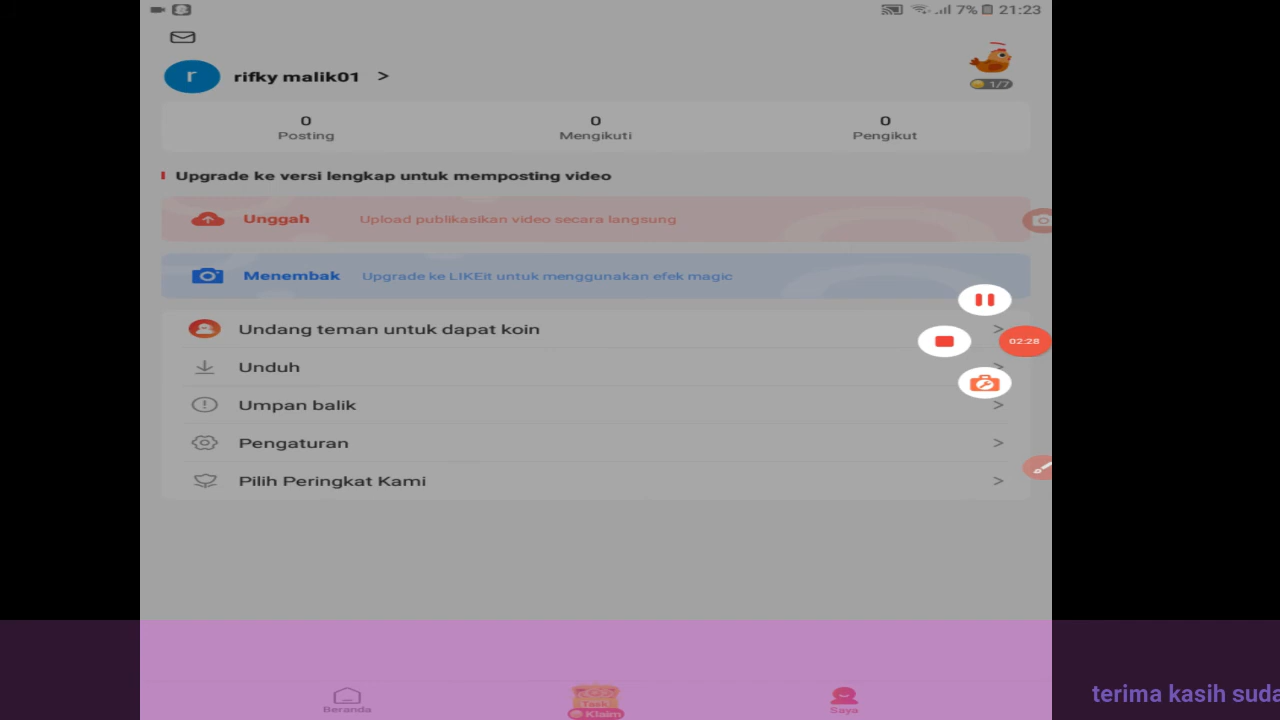 7% 21:23
r rifky malik01 >
1/7
0 0 0
Posting Mengikuti Pengikut
Upgrade ke versi lengkap untuk memposting video
Unggah Upload publikasikan video secara langsung
Menembak Upgrade ke LIKEit untuk menggunakan efek magic
Undang teman untuk dapat koin >
02:28
Unduh >
Umpan balik >
Pengaturan >
Pilih Peringkat Kami >
Beranda Task Saya
Klaim
terima kasih suda